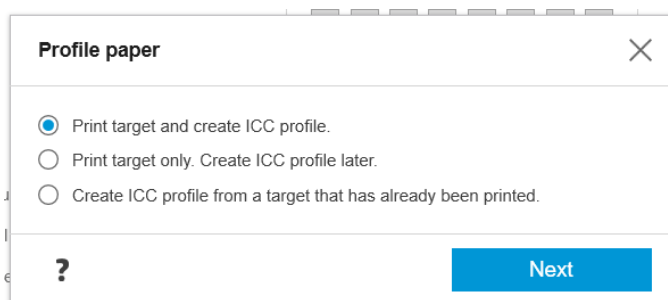 Profile paper
Print target and create ICC profile.
Print target only. Create ICC profile later.
Create ICC profile from a target that has already been printed.
?
Next